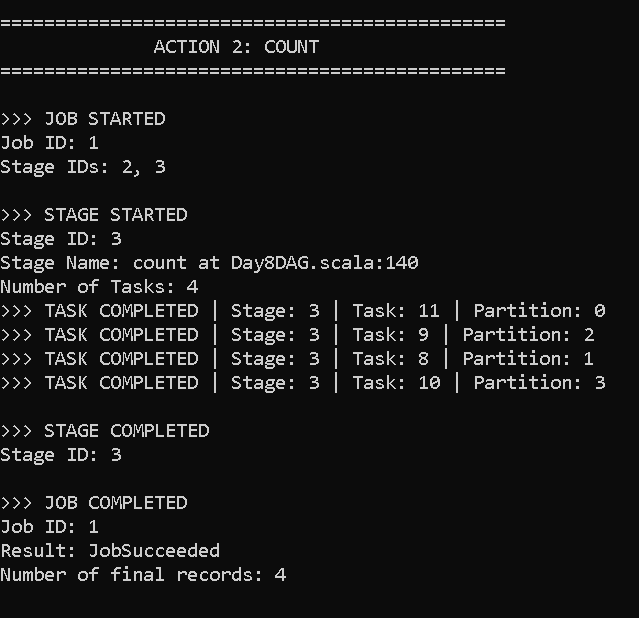 ==============================================
ACTION 2: COUNT
==============================================
>>> JOB STARTED
Job ID: 1
Stage IDs: 2, 3
>>> STAGE STARTED
Stage ID: 3
Stage Name: count at Day8DAG.scala:140
Number of Tasks: 4
>>> TASK COMPLETED | Stage: 3 | Task: 11 | Partition: 0
>>> TASK COMPLETED | Stage: 3 | Task: 9 | Partition: 2
>>> TASK COMPLETED | Stage: 3 | Task: 8 | Partition: 1
>>> TASK COMPLETED | Stage: 3 | Task: 10 | Partition: 3
>>> STAGE COMPLETED
Stage ID: 3
>>> JOB COMPLETED
Job ID: 1
Result: JobSucceeded
Number of final records: 4